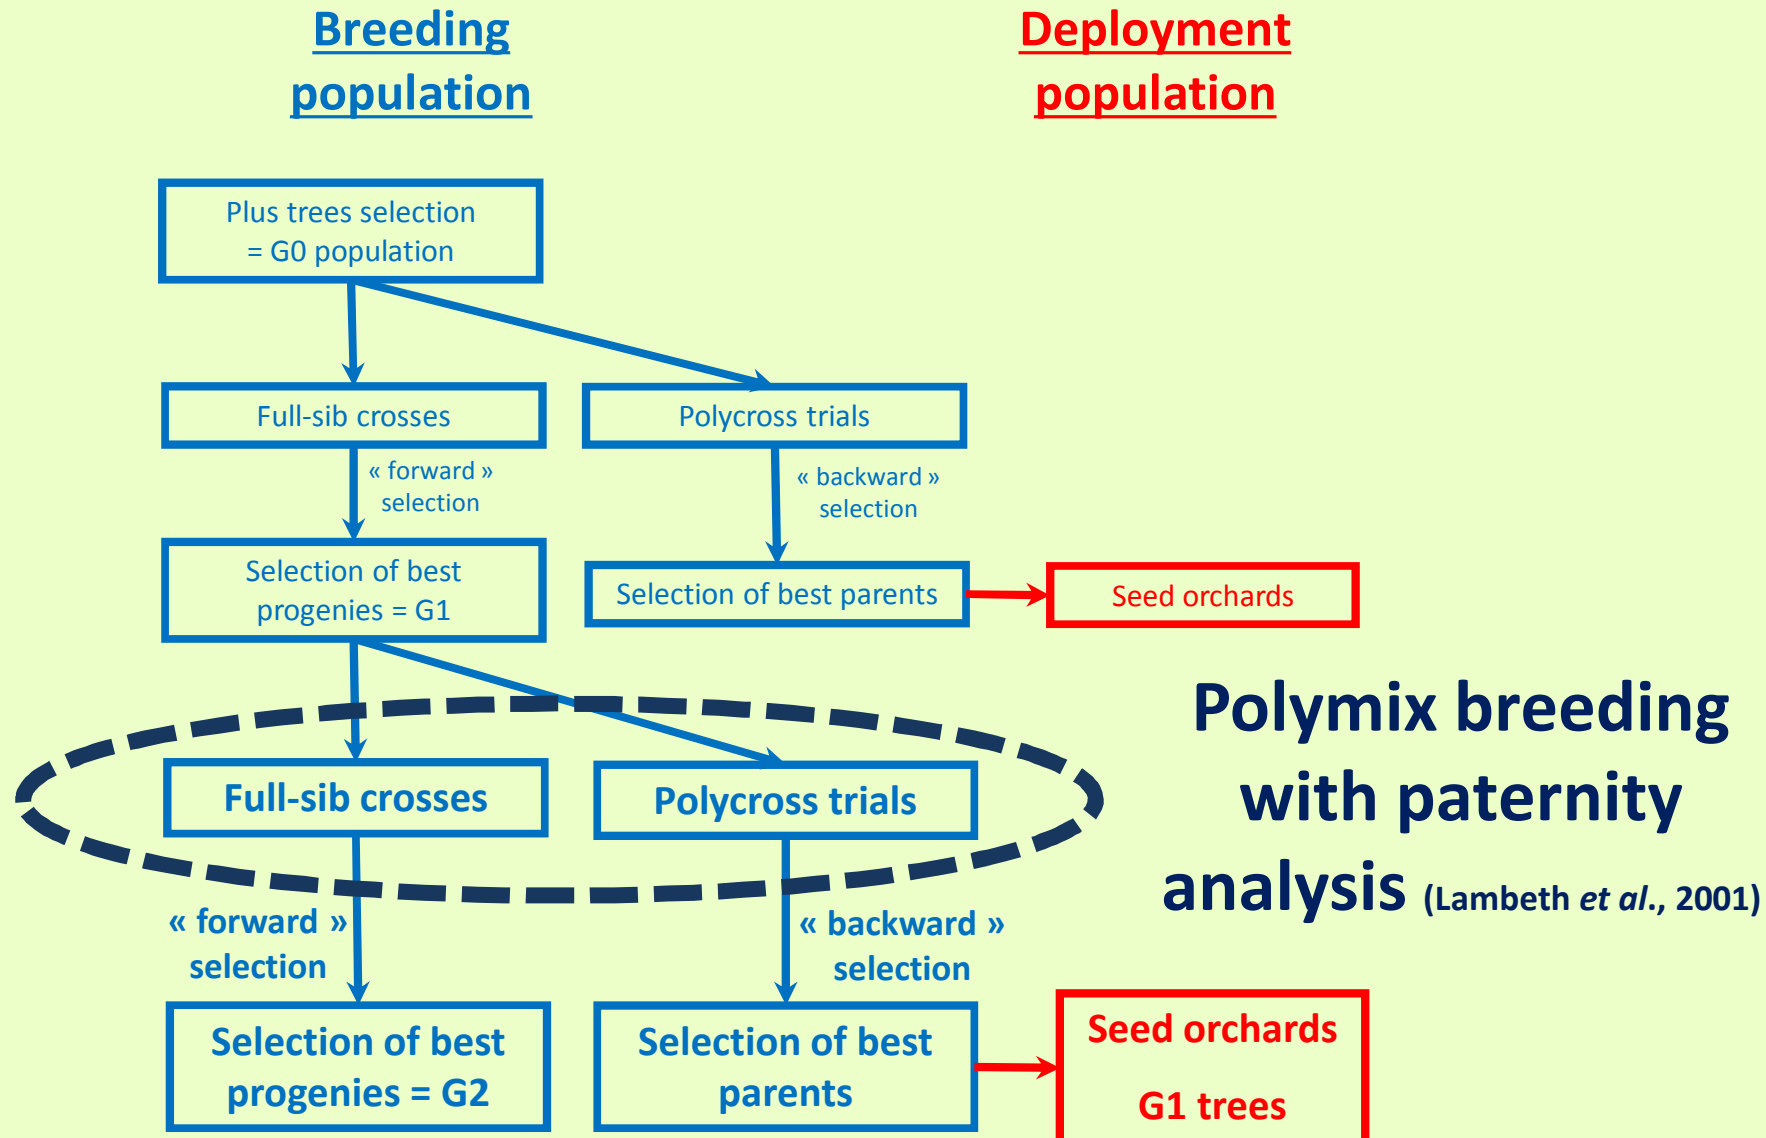 Breeding
population
Deployment
population
Plus trees selection
= G0 population
Full-sib crosses
Polycross trials
« forward »
selection
« backward »
selection
Selection of best
progenies = G1
Selection of best parents
Seed orchards
Polymix breeding
with paternity
analysis (Lambeth et al., 2001)
Full-sib crosses
Polycross trials
« forward »
selection
« backward »
selection
Selection of best
progenies = G2
Selection of best
parents
Seed orchards
G1 trees